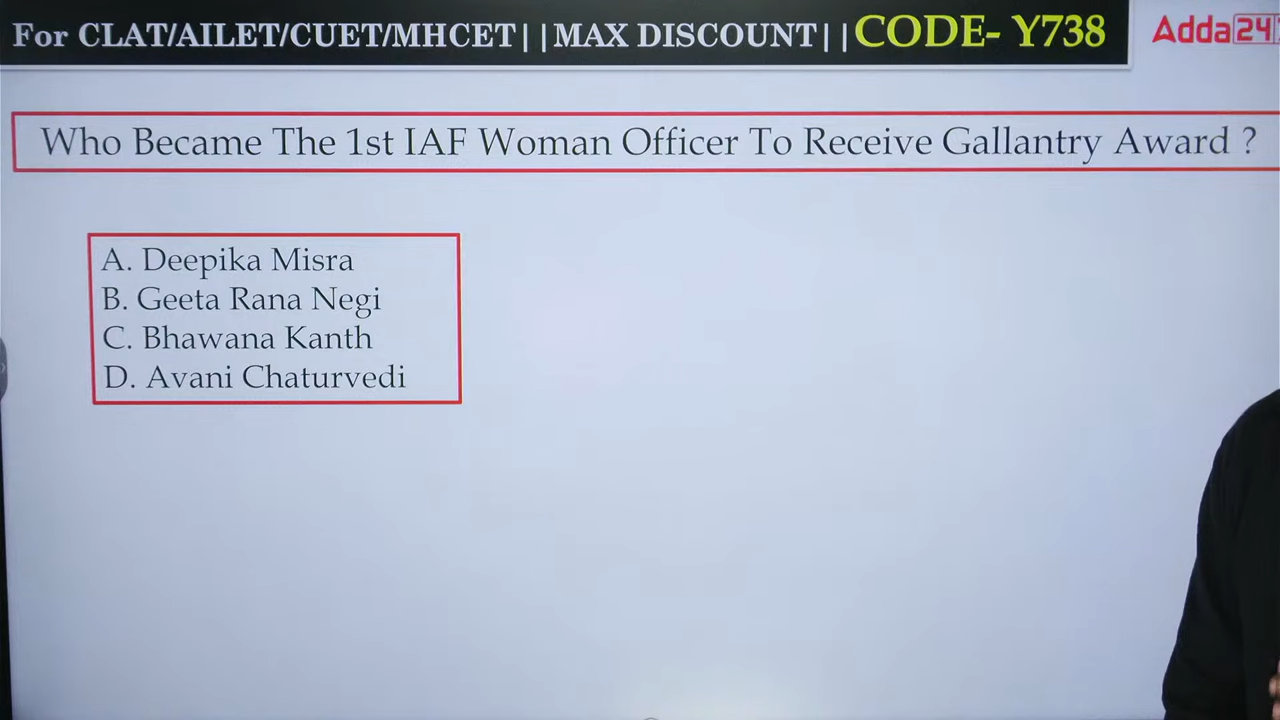 For CLAT/AILET/CUET/MHCET||MAX DISCOUNT||CODE- Y738
Adda24
Who Became The 1st IAF Woman Officer To Receive Gallantry Award ?
A. Deepika Misra
B. Geeta Rana Negi
C. Bhawana Kanth
D. Avani Chaturvedi